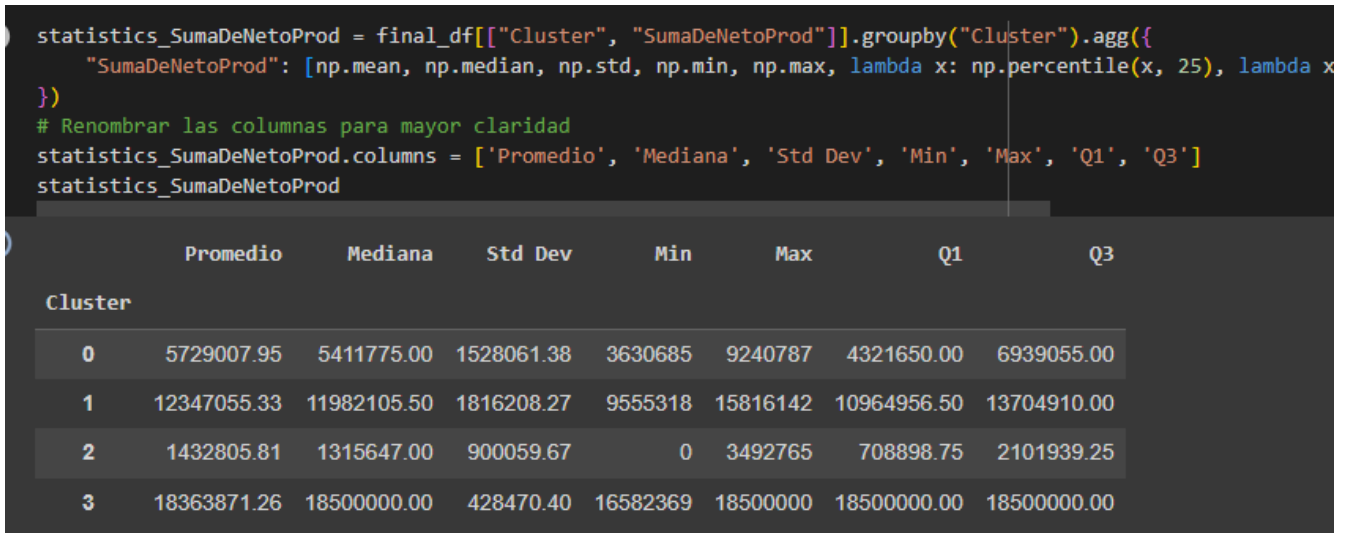 statistics_SumaDeNetoProd = final_df[["Cluster", "SumaDeNetoProd"]].groupby("Cluster").agg({
    "SumaDeNetoProd": [np.mean, np.median, np.std, np.min, np.max, lambda x: np.percentile(x, 25), lambda x
})
# Renombrar las columnas para mayor claridad
statistics_SumaDeNetoProd.columns = ['Promedio', 'Mediana', 'Std Dev', 'Min', 'Max', 'Q1', 'Q3']
statistics_SumaDeNetoProd
Promedio Mediana Std Dev Min Max Q1 Q3
Cluster
0 5729007.95 5411775.00 1528061.38 3630685 9240787 4321650.00 6939055.00
1 12347055.33 11982105.50 1816208.27 9555318 15816142 10964956.50 13704910.00
2 1432805.81 1315647.00 900059.67 0 3492765 708898.75 2101939.25
3 18363871.26 18500000.00 428470.40 16582369 18500000 18500000.00 18500000.00